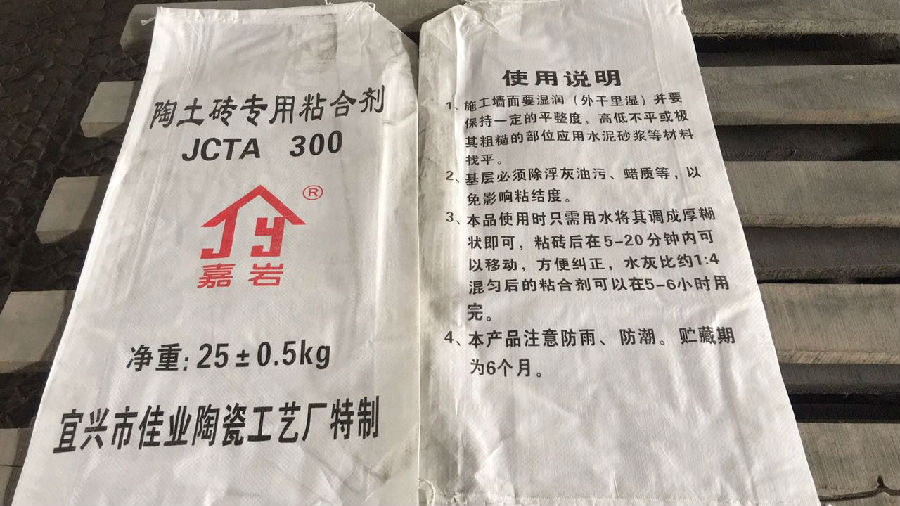 陶土砖专用粘合剂
JCTA 300
®
Jy
嘉岩
净重:25±0.5kg
宜兴市佳业陶瓷工艺厂特制
使用说明
1、施工墙面要湿润（外干里湿）并要
保持一定的平整度、高低不平或极
其粗糙的部位应用水泥砂浆等材料
找平。
2、基层必须除浮灰油污、蜡质等，以
免影响粘结度。
3、本品使用时只需用水将其调成厚糊
状即可，粘砖后在5-20分钟内可
以移动，方便纠正，水灰比约1:4
混匀后的粘合剂可以在5-6小时用
完。
4、本产品注意防雨、防潮。贮藏期
为6个月。